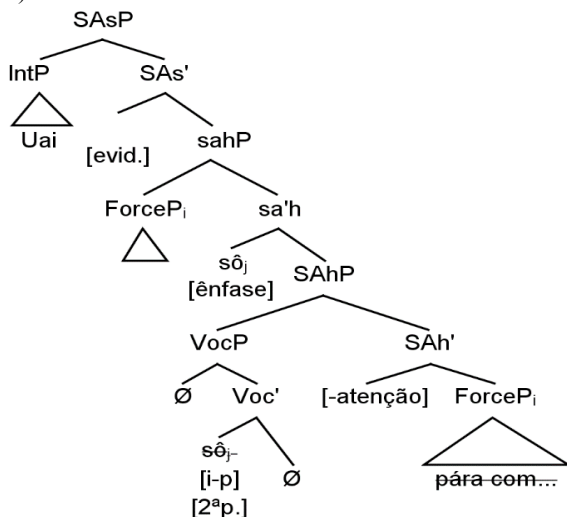 SAsP
IntP SAs'
Uai
[evid.] sahP
ForcePi sa'h
sôj SAhP
[ênfase]
VocP SAh'
Ø Voc' [-atenção] ForcePi
sôj- pára com...
[i-p] Ø
[2ªp.]